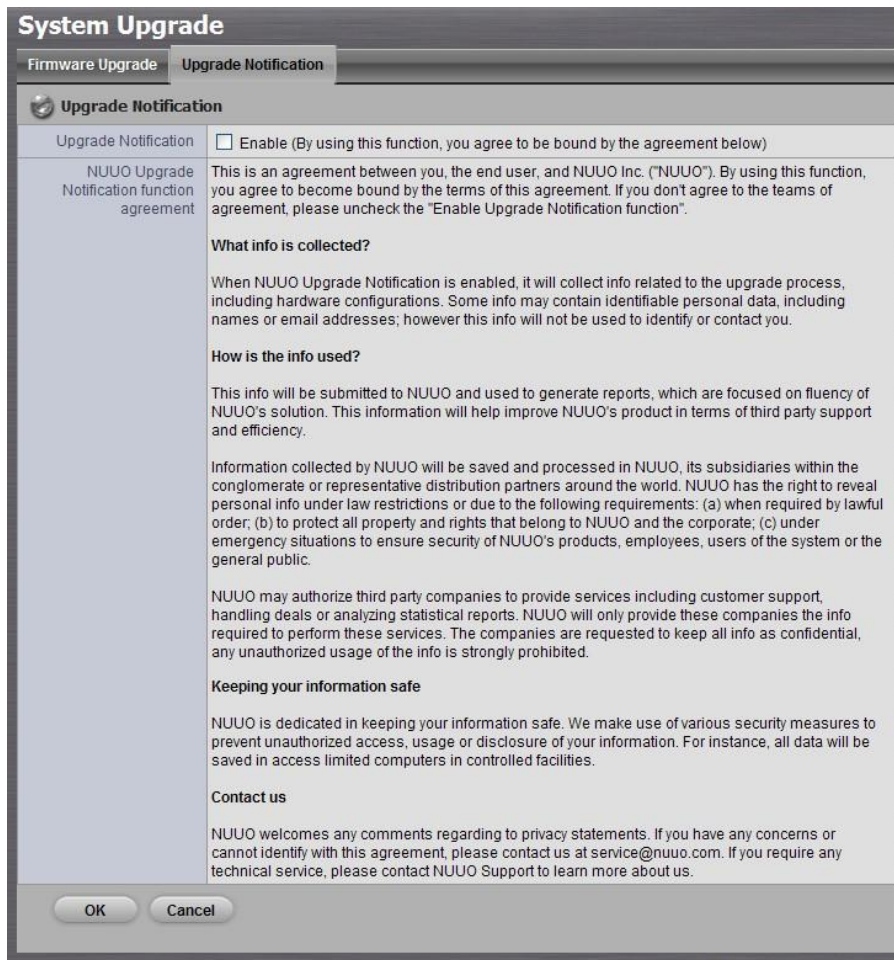 System Upgrade
Firmware Upgrade
Upgrade Notification
Upgrade Notification
Upgrade Notification
Enable (By using this function, you agree to be bound by the agreement below)
NUUO Upgrade
Notification function
agreement
This is an agreement between you, the end user, and NUUO Inc. ("NUUO"). By using this function,
you agree to become bound by the terms of this agreement. If you don't agree to the teams of
agreement, please uncheck the "Enable Upgrade Notification function".
What info is collected?
When NUUO Upgrade Notification is enabled, it will collect info related to the upgrade process,
including hardware configurations. Some info may contain identifiable personal data, including
names or email addresses; however this info will not be used to identify or contact you.
How is the info used?
This info will be submitted to NUUO and used to generate reports, which are focused on fluency of
NUUO's solution. This information will help improve NUUO's product in terms of third party support
and efficiency.
Information collected by NUUO will be saved and processed in NUUO, its subsidiaries within the
conglomerate or representative distribution partners around the world. NUUO has the right to reveal
personal info under law restrictions or due to the following requirements: (a) when required by lawful
order; (b) to protect all property and rights that belong to NUUO and the corporate; (c) under
emergency situations to ensure security of NUUO's products, employees, users of the system or the
general public.
NUUO may authorize third party companies to provide services including customer support,
handling deals or analyzing statistical reports. NUUO will only provide these companies the info
required to perform these services. The companies are requested to keep all info as confidential,
any unauthorized usage of the info is strongly prohibited.
Keeping your information safe
NUUO is dedicated in keeping your information safe. We make use of various security measures to
prevent unauthorized access, usage or disclosure of your information. For instance, all data will be
saved in access limited computers in controlled facilities.
Contact us
NUUO welcomes any comments regarding to privacy statements. If you have any concerns or
cannot identify with this agreement, please contact us at service@nuuo.com. If you require any
technical service, please contact NUUO Support to learn more about us.
OK
Cancel